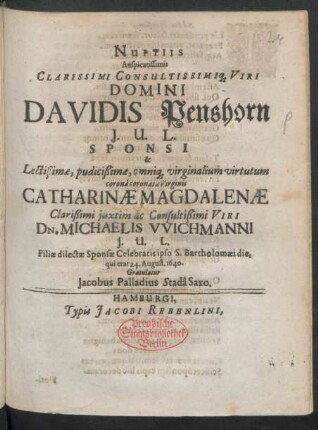 NUPTIIS
Auspicatissimis
CLARISSIMI CONSULTISSIMIq; VIRI
DOMINI
DAVIDIS Penshorn
J. U. L.
SPONSI
&
Lectißimæ, pudicißimæ, omniq; virginalium virtutum
coronâ coronatæ Virginis
CATHARINÆ MAGDALENÆ
Clarißimi juxtim ac Consultißimi VIRI
DN. MICHAELIS VVICHMANNI
J. U. L.
Filiæ dilectæ Sponsæ Celebratis ipso S. Bartholomæi die,
qui erat 24. August. 1640.
Gratulatur
Jacobus Palladius Stadâ Saxo.
HAMBURGI,
Typis JACOBI REBENLINI,
Preußische
Staatsbibliothek
Berlin